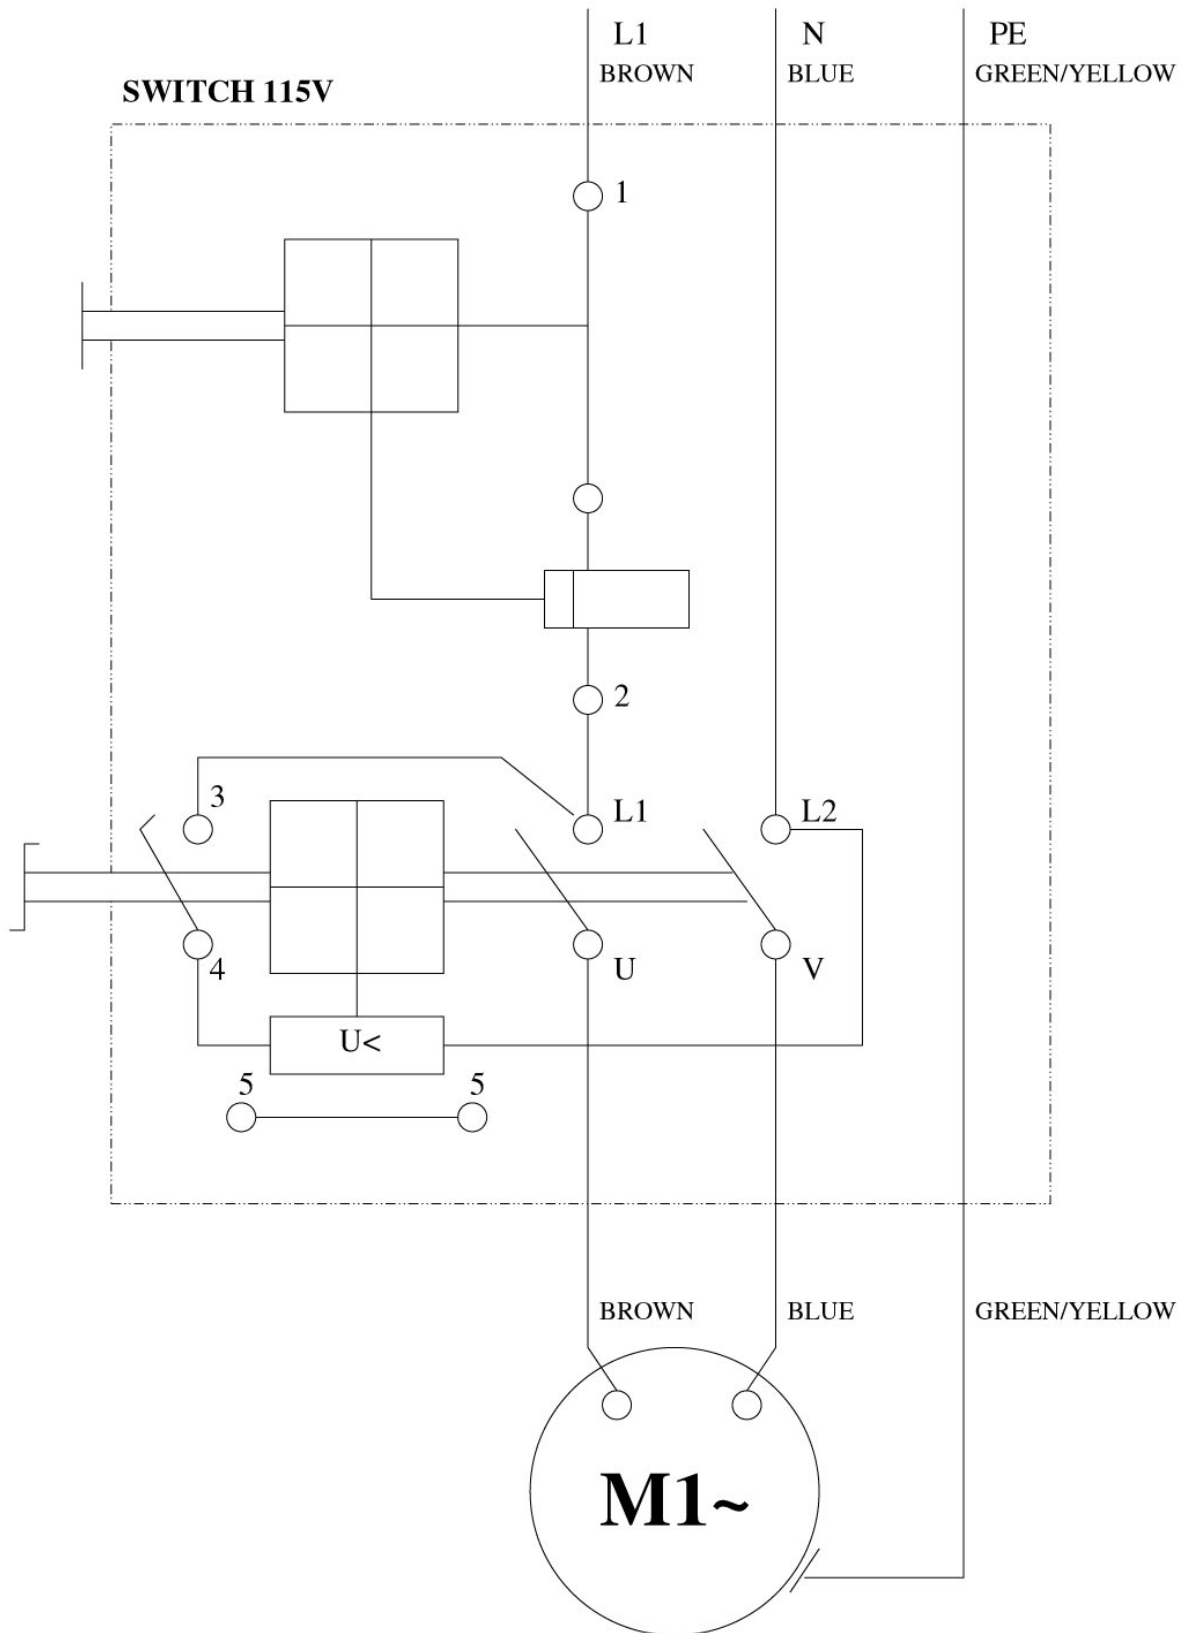 L1
N
PE
BROWN
BLUE
GREEN/YELLOW
SWITCH 115V
1
2
3
L1
L2
4
U
V
U<
5
5
BROWN
BLUE
GREEN/YELLOW
M1~